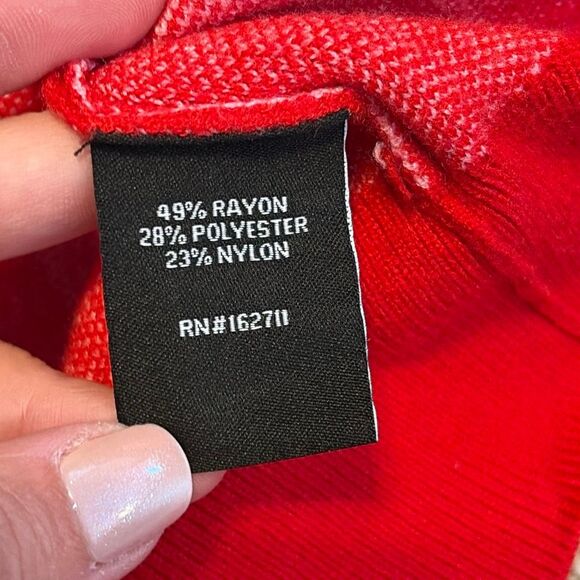 49% RAYON
28% POLYESTER
23% NYLON
RN#162711